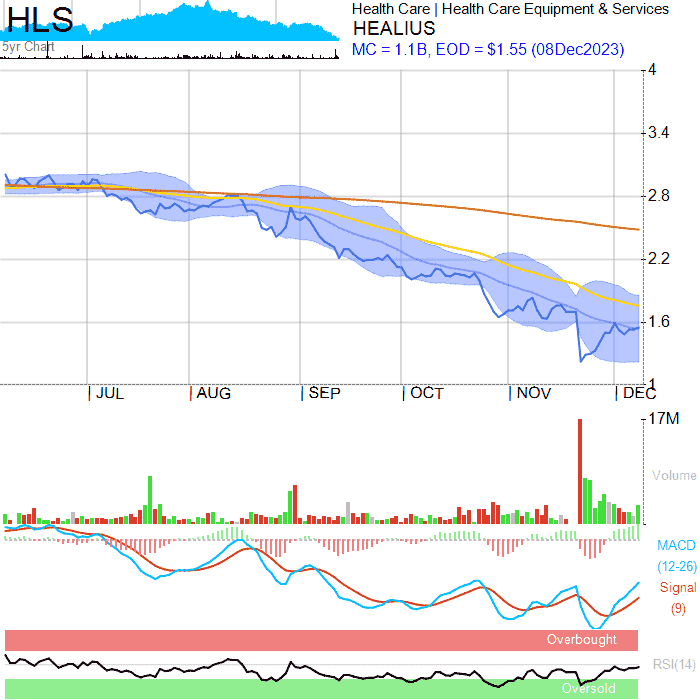 HLS
5yr Chart
Health Care | Health Care Equipment & Services
HEALIUS
MC = 1.1B, EOD = $1.55 (08Dec2023)
4
3.4
2.8
2.2
1.6
1
JUL AUG SEP OCT NOV DEC
17M
Volume
MACD
(12-26)
Signal
(9)
Overbought
RSI(14)
Oversold